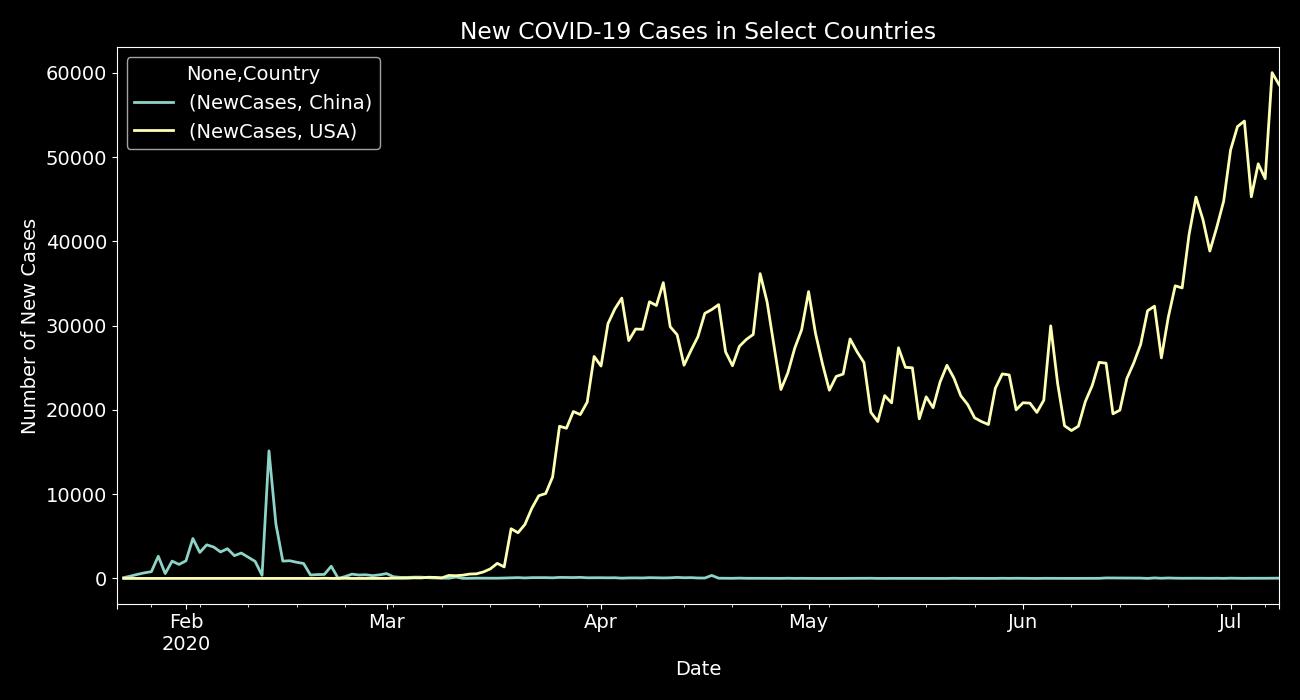 New COVID-19 Cases in Select Countries
None,Country
(NewCases, China)
(NewCases, USA)
60000
50000
40000
30000
20000
10000
0
Number of New Cases
Feb
2020
Mar
Apr
May
Jun
Jul
Date